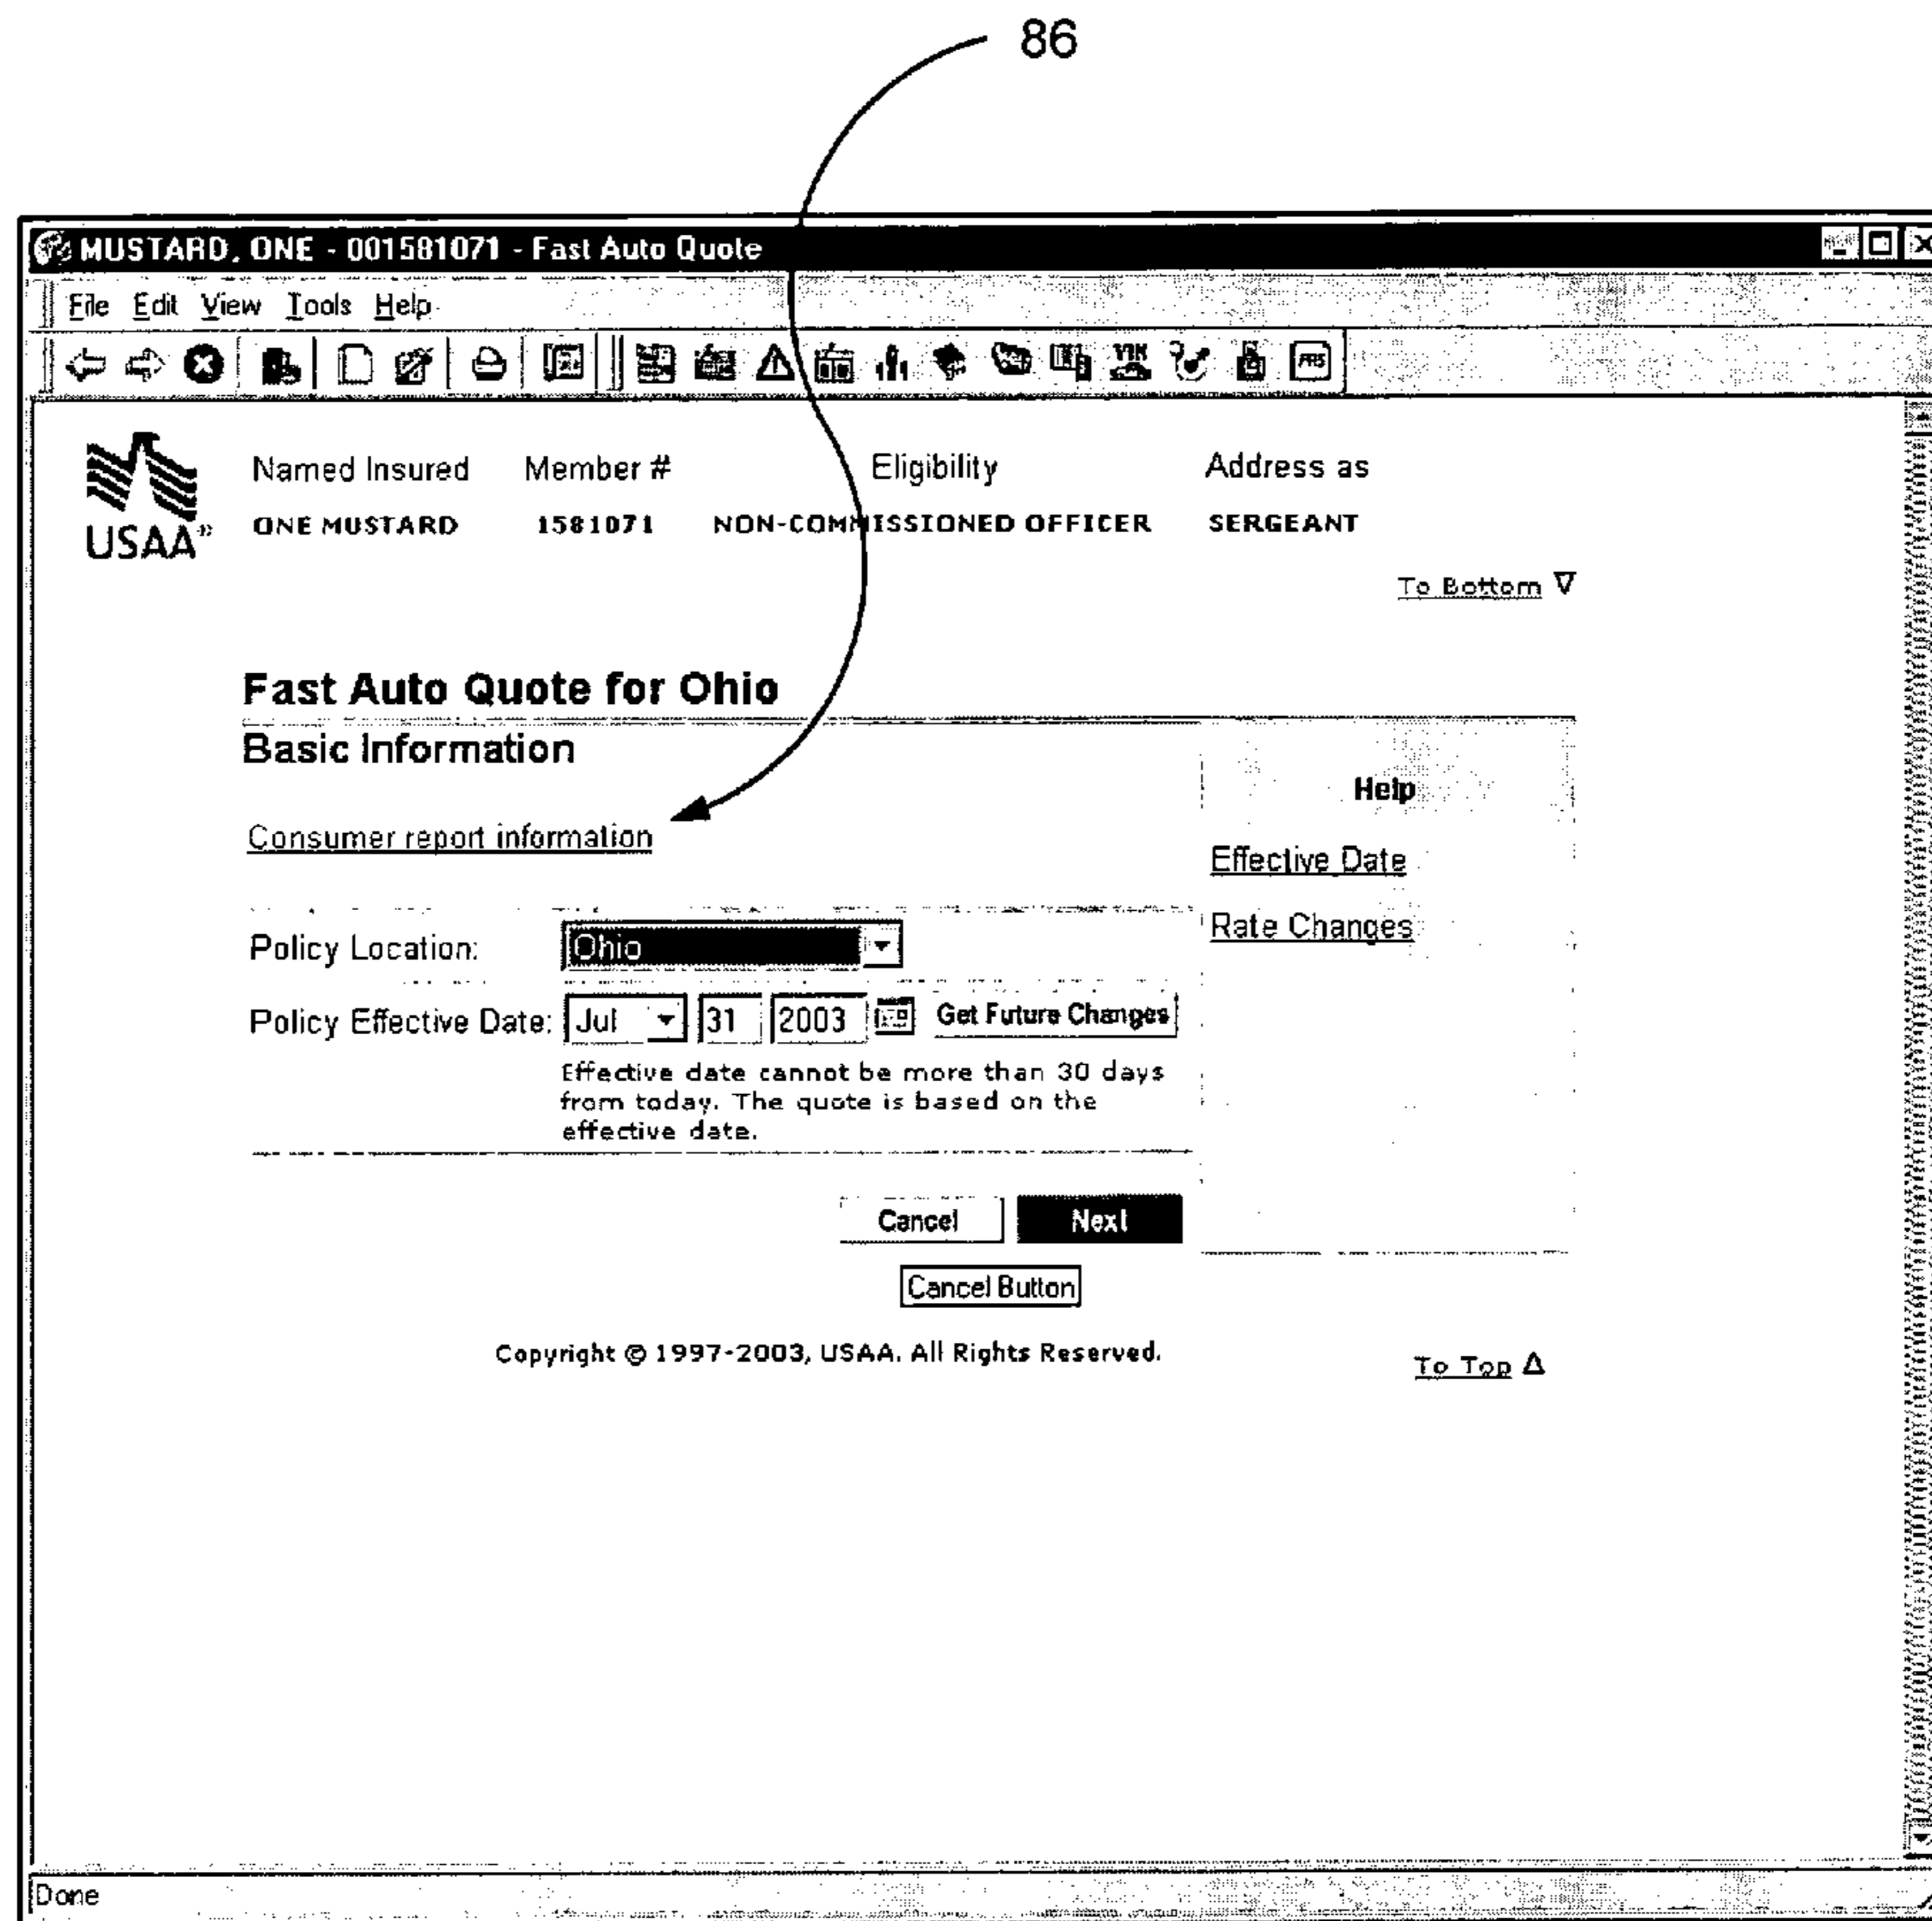 86
MUSTARD, ONE - 001581071 - Fast Auto Quote
File Edit View Tools Help
USAA®
Named Insured Member # Eligibility Address as
ONE MUSTARD 1581071 NON-COMMISSIONED OFFICER SERGEANT
To Bottom ∇
Fast Auto Quote for Ohio
Basic Information
Help
Consumer report information
Effective Date
Rate Changes
Policy Location: Ohio
Policy Effective Date: Jul 31 2003 Get Future Changes
Effective date cannot be more than 30 days
from today. The quote is based on the
effective date.
Cancel Next
Cancel Button
Copyright © 1997-2003, USAA. All Rights Reserved.
To Top Δ
Done